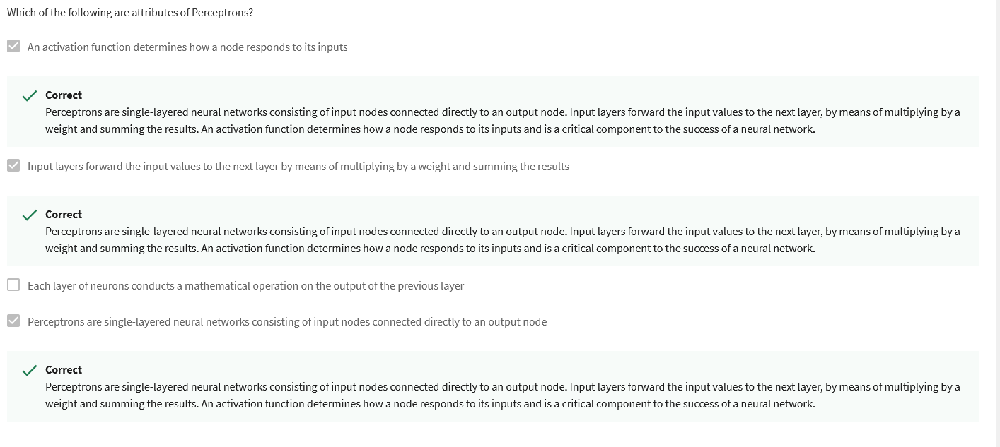 Which of the following are attributes of Perceptrons?
An activation function determines how a node responds to its inputs
Correct
Perceptrons are single-layered neural networks consisting of input nodes connected directly to an output node. Input layers forward the input values to the next layer, by means of multiplying by a
weight and summing the results. An activation function determines how a node responds to its inputs and is a critical component to the success of a neural network.
Input layers forward the input values to the next layer by means of multiplying by a weight and summing the results
Correct
Perceptrons are single-layered neural networks consisting of input nodes connected directly to an output node. Input layers forward the input values to the next layer, by means of multiplying by a
weight and summing the results. An activation function determines how a node responds to its inputs and is a critical component to the success of a neural network.
Each layer of neurons conducts a mathematical operation on the output of the previous layer
Perceptrons are single-layered neural networks consisting of input nodes connected directly to an output node
Correct
Perceptrons are single-layered neural networks consisting of input nodes connected directly to an output node. Input layers forward the input values to the next layer, by means of multiplying by a
weight and summing the results. An activation function determines how a node responds to its inputs and is a critical component to the success of a neural network.